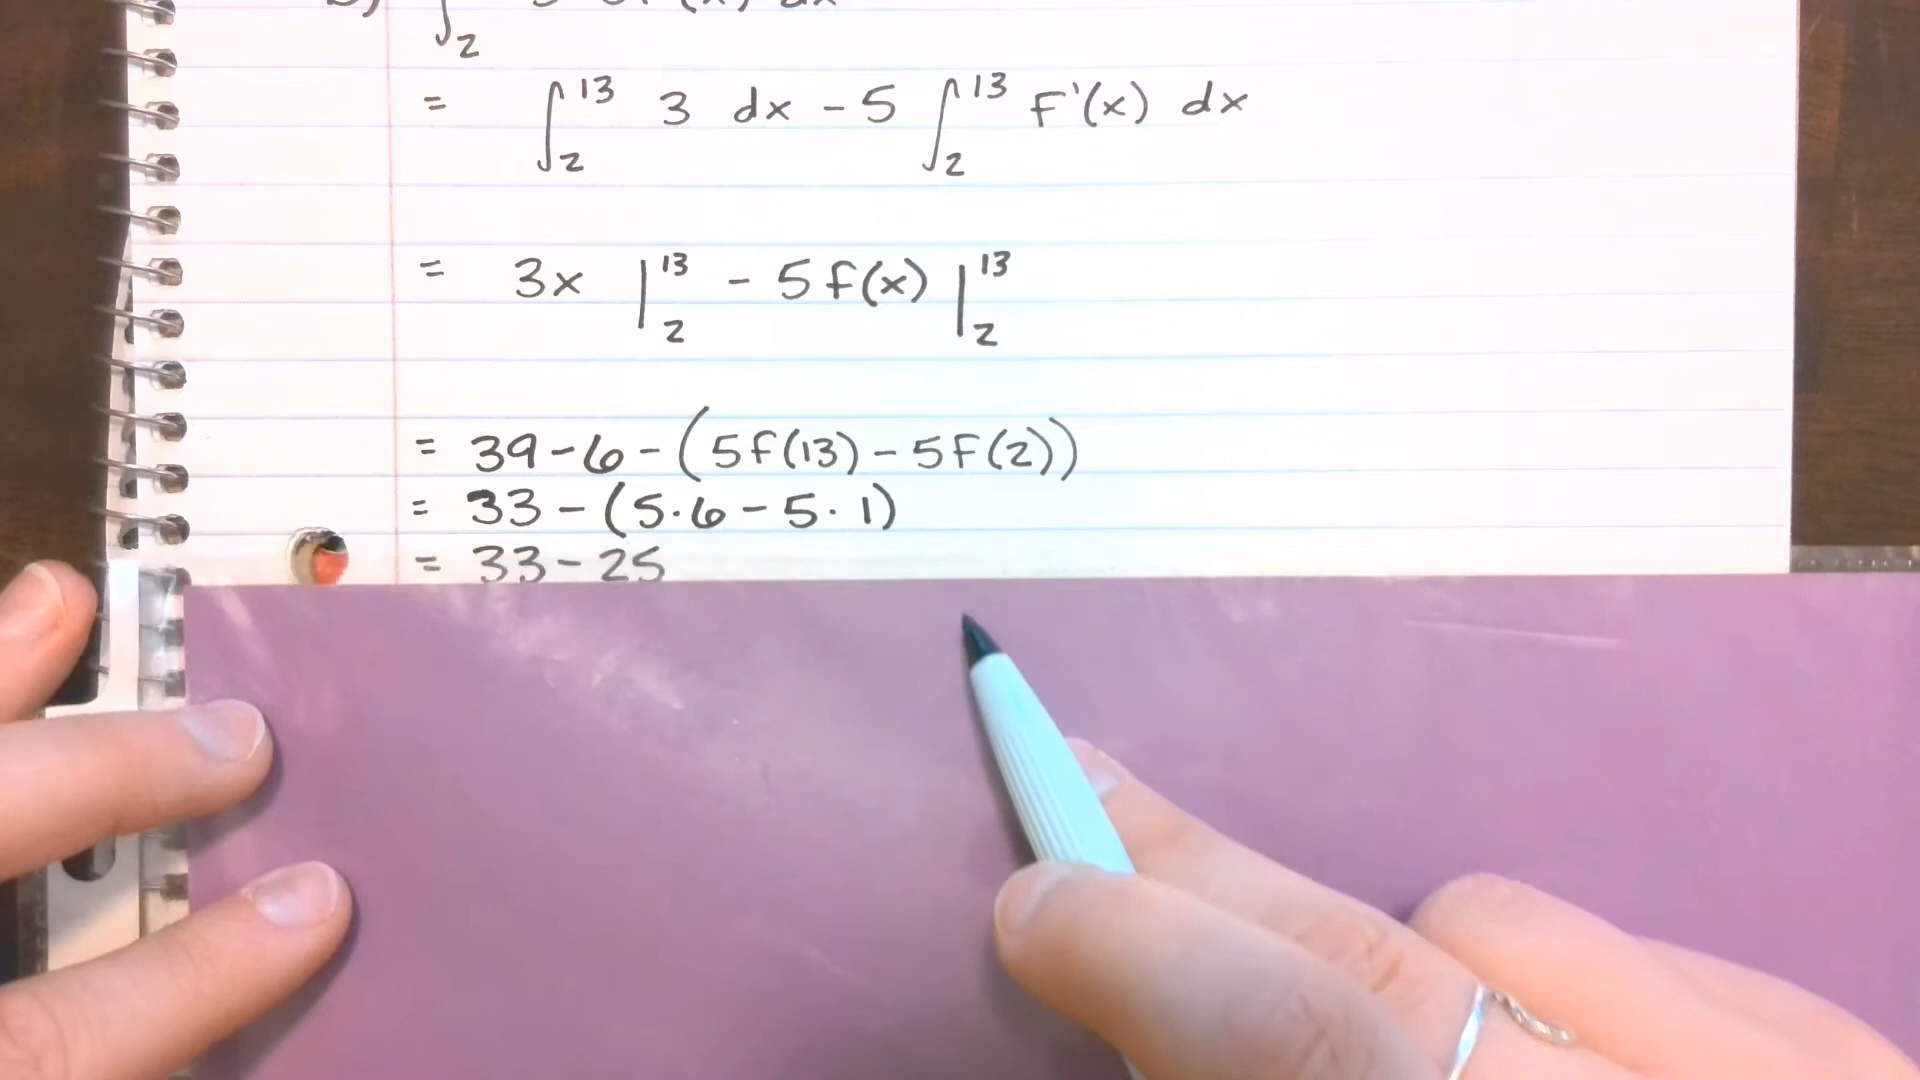 ∫₂
= ∫₂¹³ 3 dx - 5 ∫₂¹³ f'(x) dx
= 3x |₂¹³ - 5f(x) |₂¹³
= 39-6-(5f(13)-5f(2))
= 33-(5·6-5·1)
= 33-25